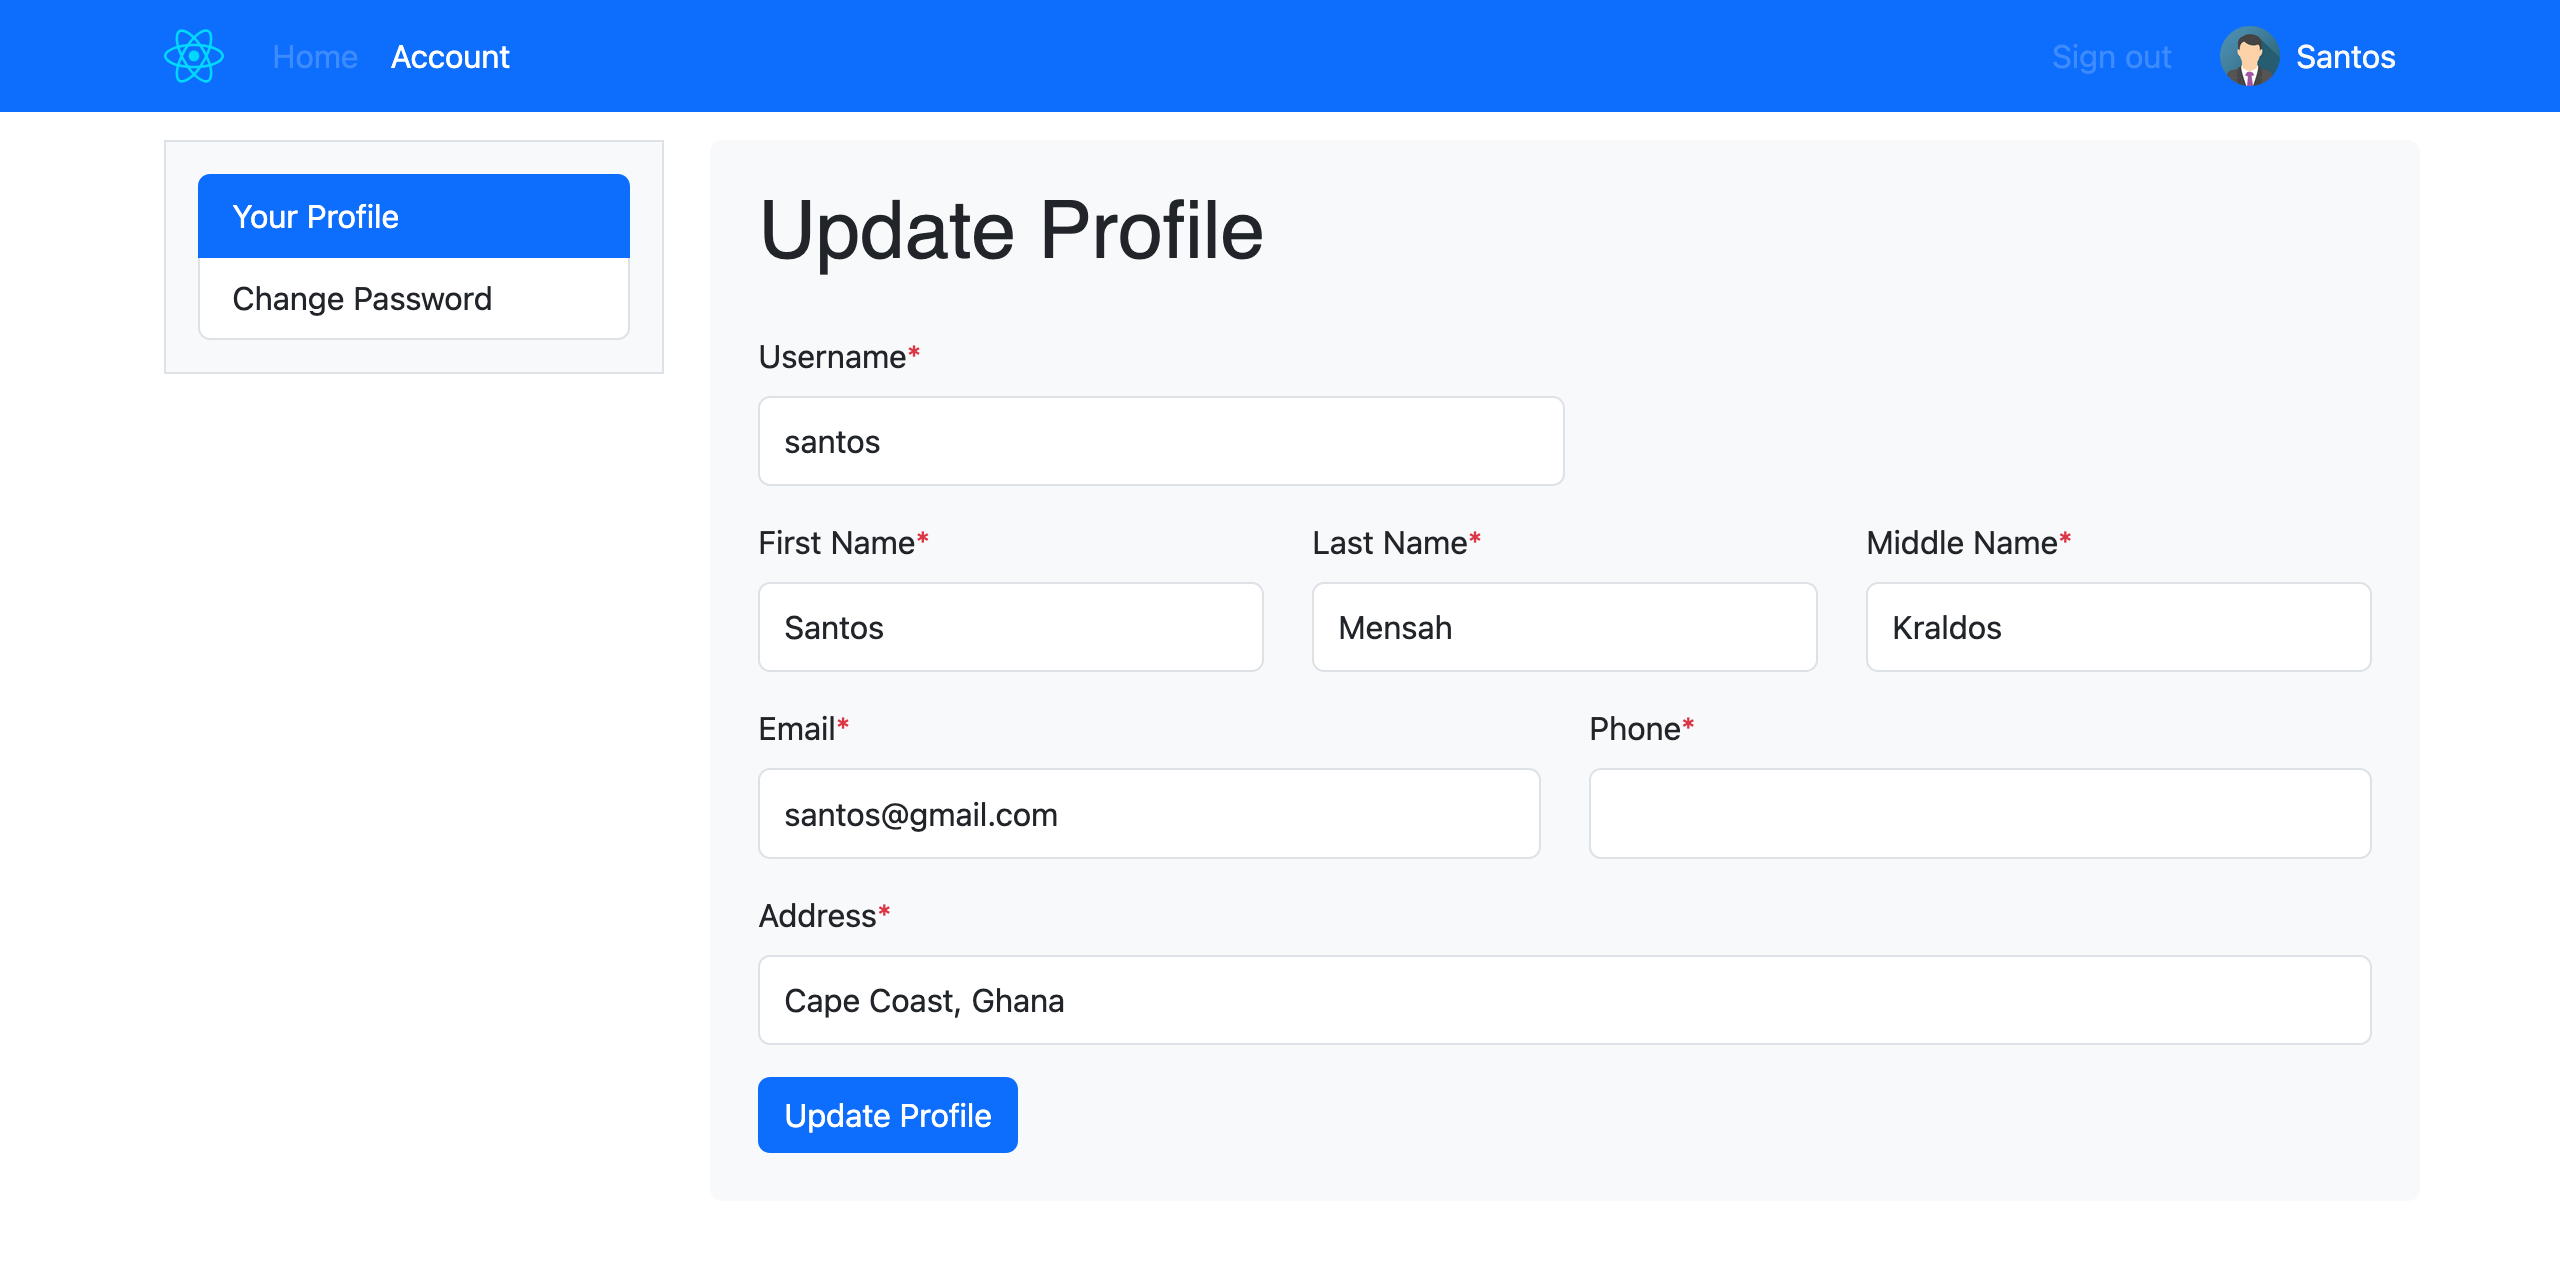 Home Account Sign out Santos
Your Profile
Change Password
Update Profile
Username*
santos
First Name* Last Name* Middle Name*
Santos Mensah Kraldos
Email* Phone*
santos@gmail.com
Address*
Cape Coast, Ghana
Update Profile